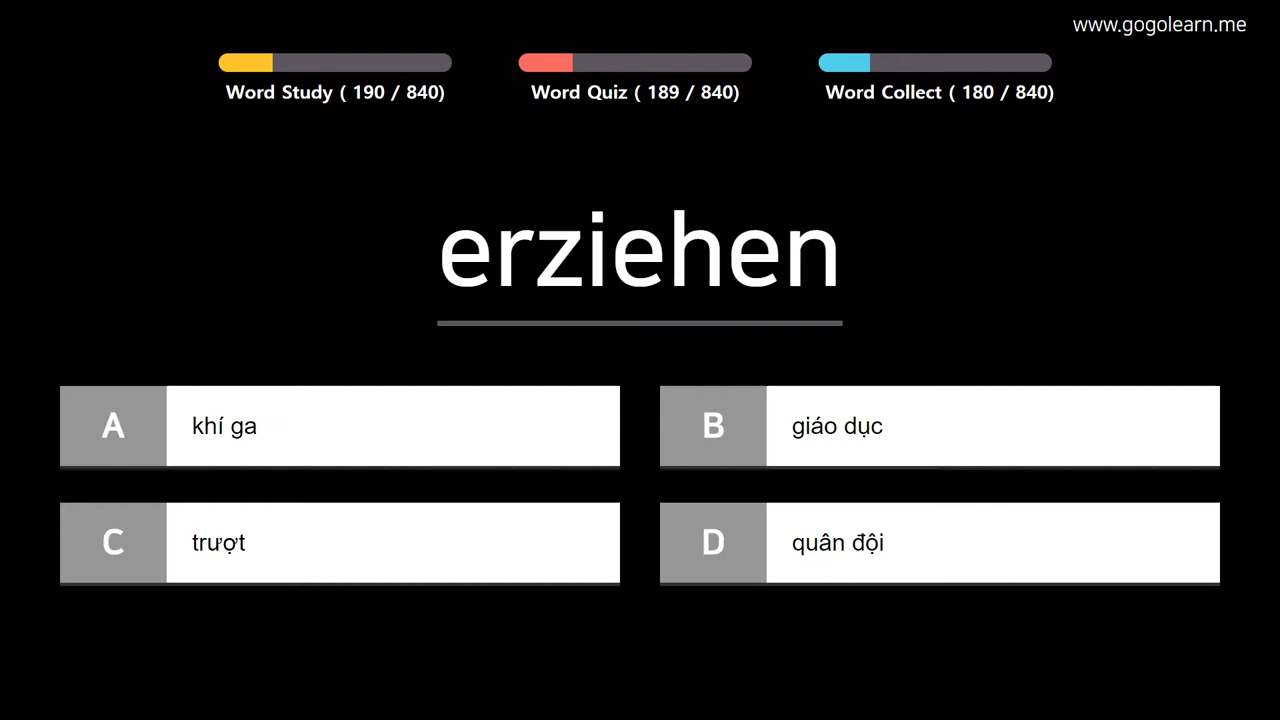 www.gogolearn.me
Word Study ( 190 / 840)
Word Quiz ( 189 / 840)
Word Collect ( 180 / 840)
erziehen
A khí ga
B giáo dục
C trượt
D quân đội